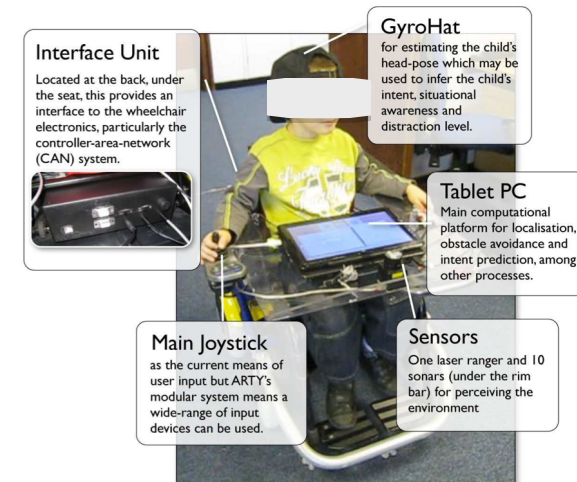 Interface Unit
Located at the back, under
the seat, this provides an
interface to the wheelchair
electronics, particularly the
controller-area-network
(CAN) system.
GyroHat
for estimating the child's
head-pose which may be
used to infer the child's
intent, situational
awareness and
distraction level.
Tablet PC
Main computational
platform for localisation,
obstacle avoidance and
intent prediction, among
other processes.
Main Joystick
as the current means of
user input but ARTY's
modular system means a
wide-range of input
devices can be used.
Sensors
One laser ranger and 10
sonars (under the rim
bar) for perceiving the
environment